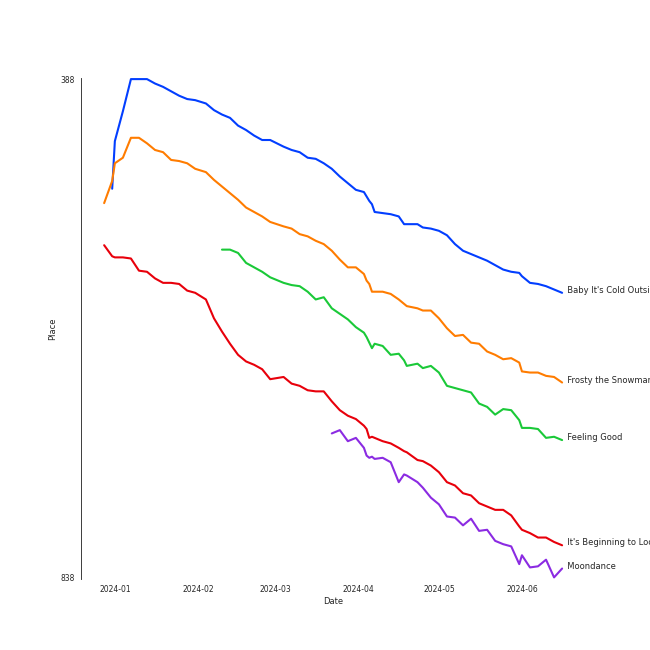 388
Baby It's Cold Outsi
Place
Frosty the Snowman
Feeling Good
It's Beginning to Loo
Moondance
838
2024-01 2024-02 2024-03 2024-04 2024-05 2024-06
Date